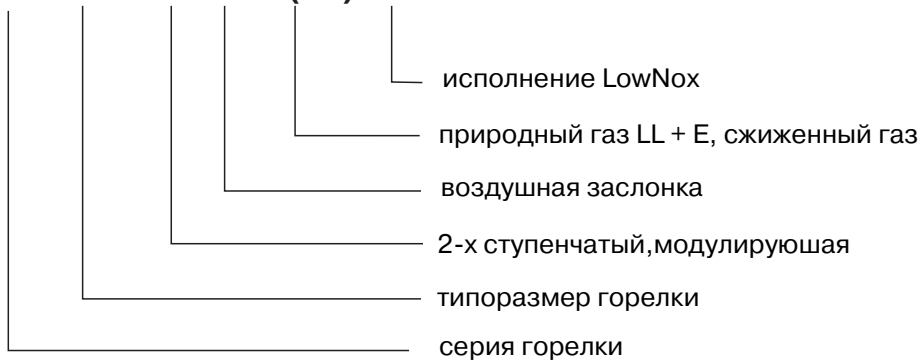 исполнение LowNox
природный газ LL + E, сжиженный газ
воздушная заслонка
2-х ступенчатый,модулируюшая
типоразмер горелки
серия горелки